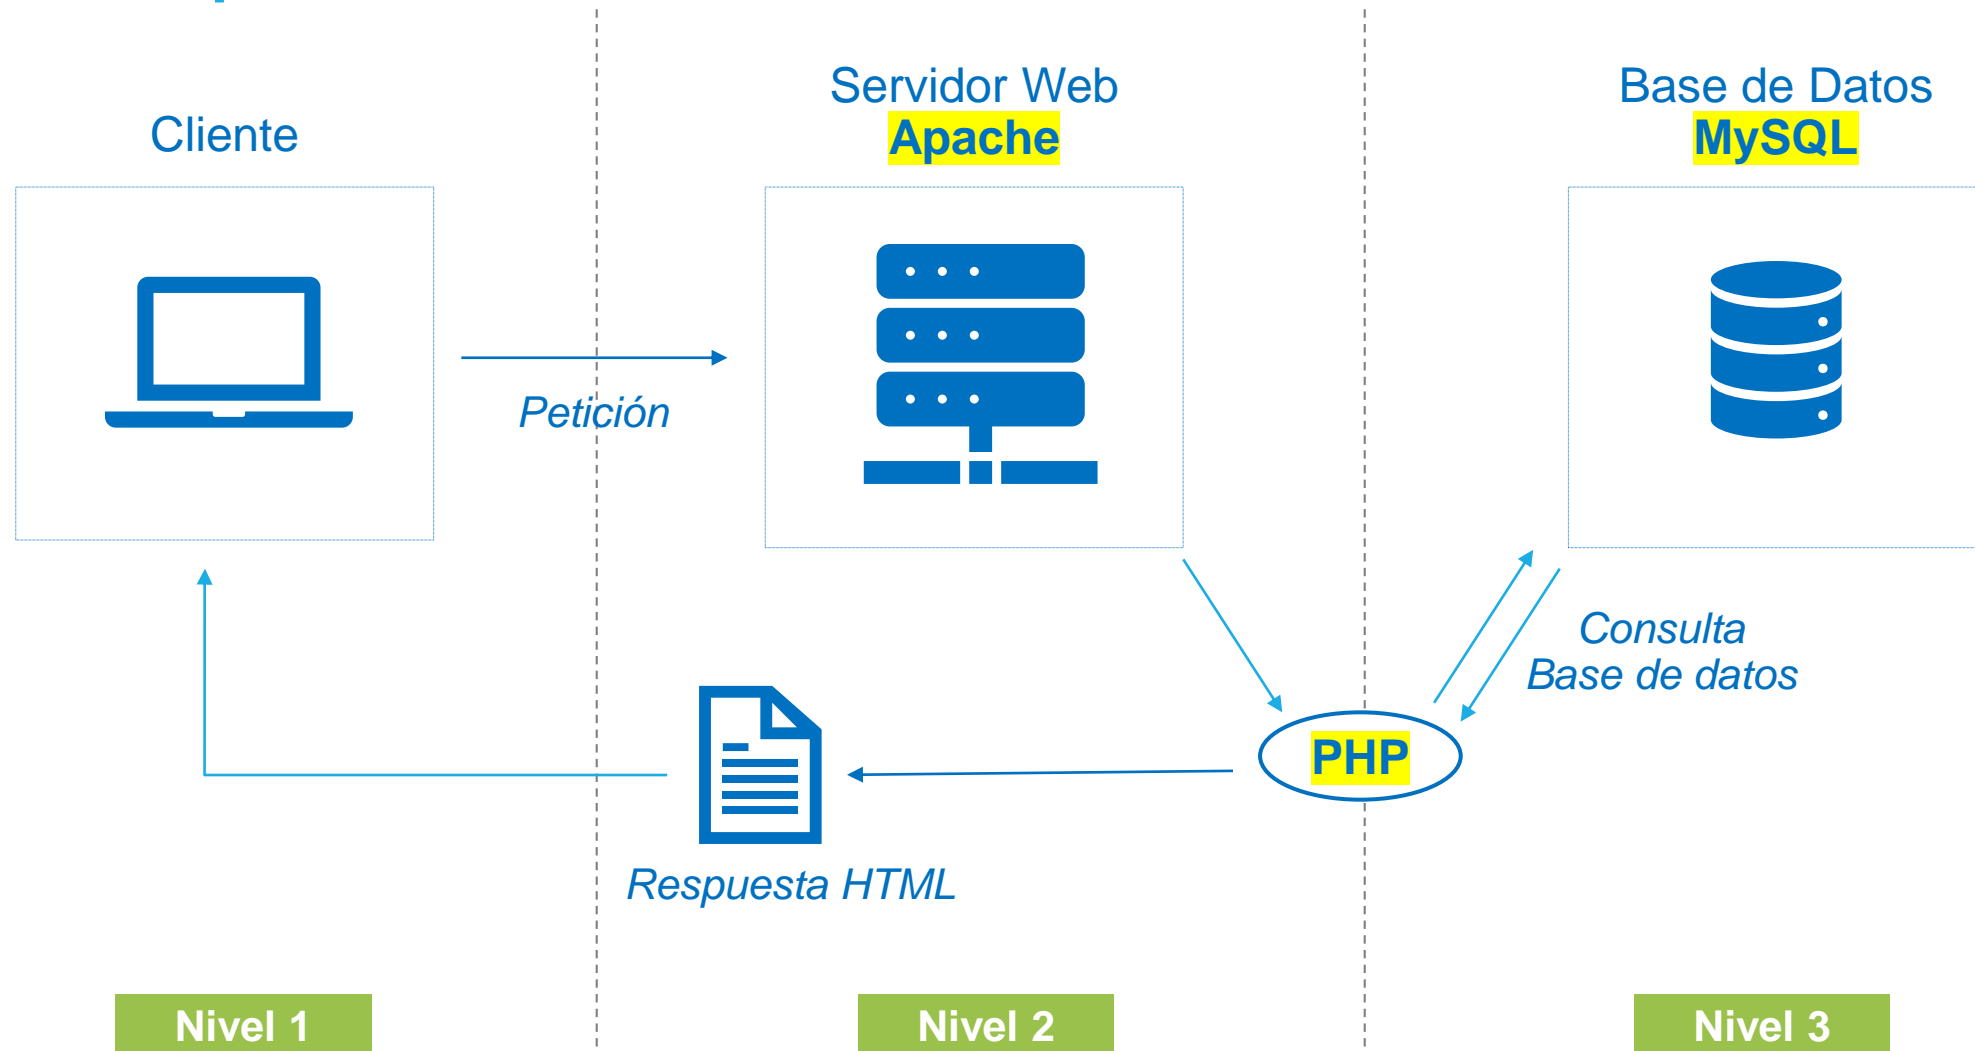 Cliente
Servidor Web
Apache
Base de Datos
MySQL
Petición
Consulta
Base de datos
PHP
Respuesta HTML
Nivel 1
Nivel 2
Nivel 3